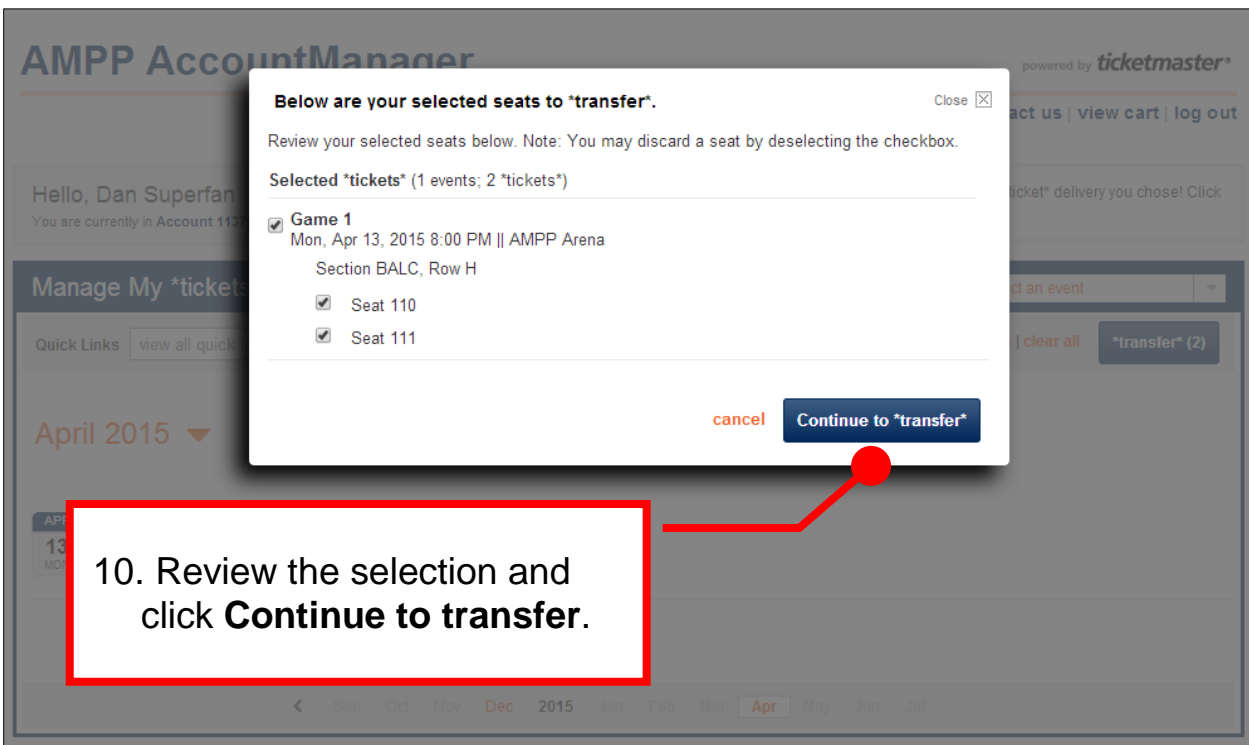 AMPP AccountManager
powered by ticketmaster®
act us | view cart | log out
Below are your selected seats to *transfer*.
Close
Review your selected seats below. Note: You may discard a seat by deselecting the checkbox.
Selected *tickets* (1 events; 2 *tickets*)
Hello, Dan Superfan
ticket* delivery you chose! Click
You are currently in Account 1137
Game 1
Mon, Apr 13, 2015 8:00 PM || AMPP Arena
Section BALC, Row H
Manage My *tickets
ct an event
Seat 110
Seat 111
Quick Links view all quick
| clear all *transfer* (2)
cancel Continue to *transfer*
April 2015
APR
13
MON
10. Review the selection and
click Continue to transfer.
Sep Oct Nov Dec 2015 Jan Feb Mar Apr May Jun Jul